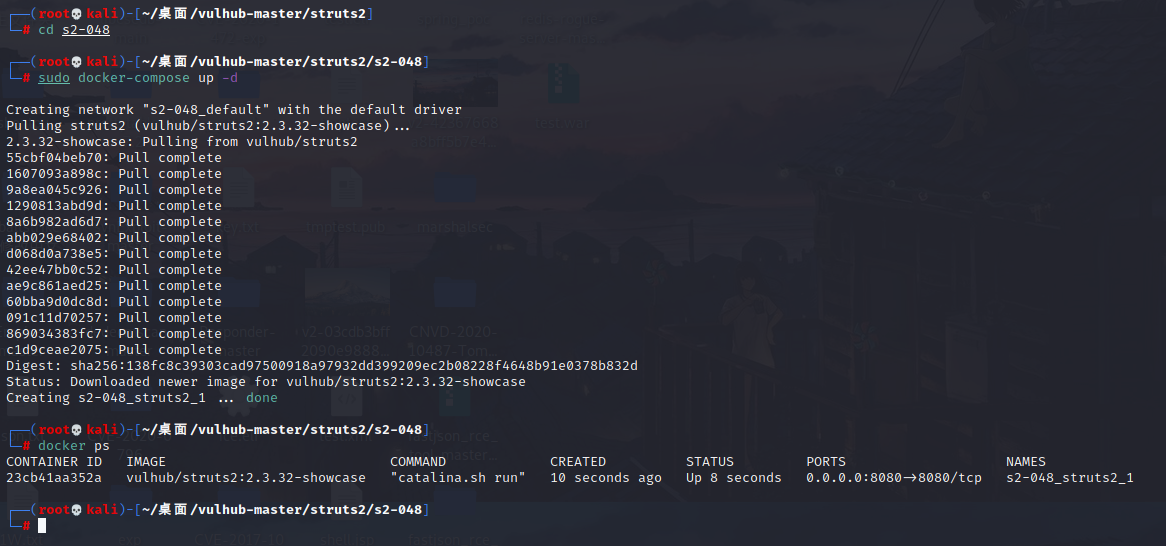 ┌──(root💀kali)-[~/桌面/vulhub-master/struts2]
└─# cd s2-048
┌──(root💀kali)-[~/桌面/vulhub-master/struts2/s2-048]
└─# sudo docker-compose up -d
Creating network "s2-048_default" with the default driver
Pulling struts2 (vulhub/struts2:2.3.32-showcase)...
2.3.32-showcase: Pulling from vulhub/struts2
55cbf04beb70: Pull complete
1607093a898c: Pull complete
9a8ea045c926: Pull complete
1290813abd9d: Pull complete
8a6b982ad6d7: Pull complete
abb029e68402: Pull complete
d068d0a738e5: Pull complete
42ee47bb0c52: Pull complete
ae9c861aed25: Pull complete
60bba9d0dc8d: Pull complete
091c11d70257: Pull complete
869034383fc7: Pull complete
c1d9ceae2075: Pull complete
Digest: sha256:138fc8c39303cad97500918a97932dd399209ec2b08228f4648b91e0378b832d
Status: Downloaded newer image for vulhub/struts2:2.3.32-showcase
Creating s2-048_struts2_1 ... done
┌──(root💀kali)-[~/桌面/vulhub-master/struts2/s2-048]
└─# docker ps
CONTAINER ID IMAGE COMMAND CREATED STATUS PORTS NAMES
23cb41aa352a vulhub/struts2:2.3.32-showcase "catalina.sh run" 10 seconds ago Up 8 seconds 0.0.0.0:8080->8080/tcp s2-048_struts2_1
┌──(root💀kali)-[~/桌面/vulhub-master/struts2/s2-048]
└─#